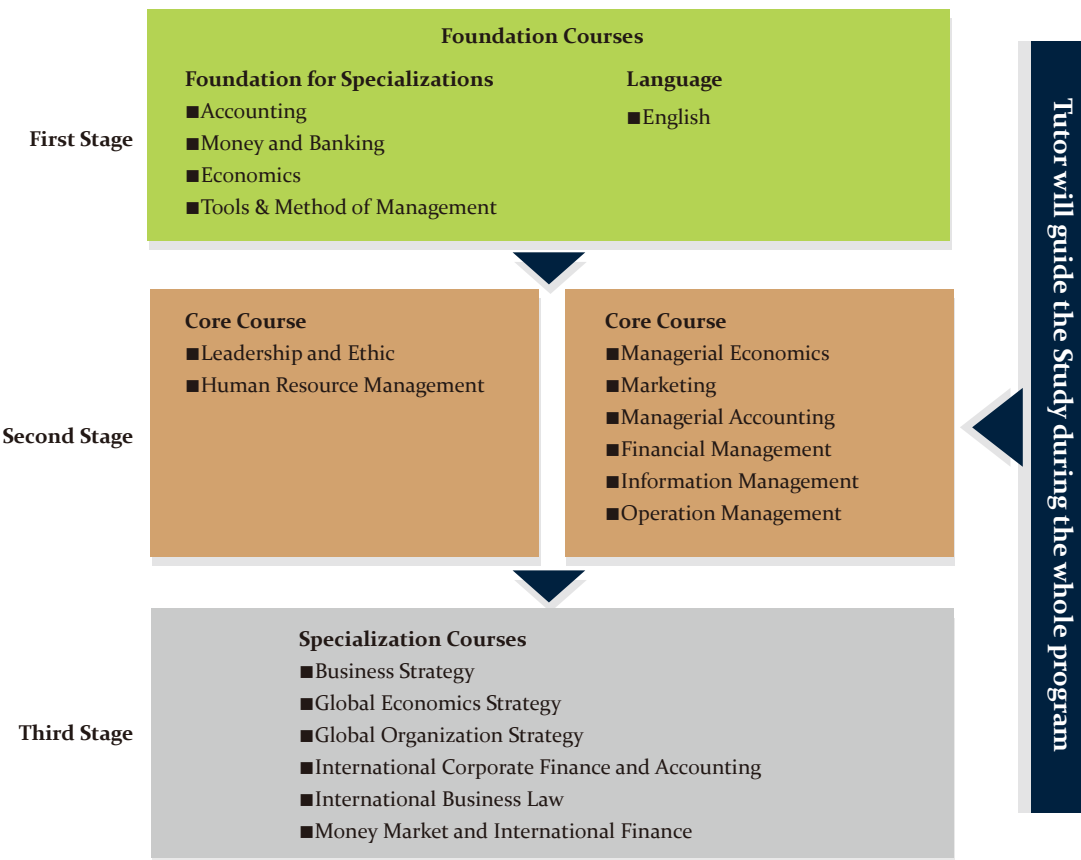 Foundation Courses
Foundation for Specializations
■Accounting
■Money and Banking
■Economics
■Tools & Method of Management
Language
■English
First Stage
Core Course
■Leadership and Ethic
■Human Resource Management
Core Course
■Managerial Economics
■Marketing
■Managerial Accounting
■Financial Management
■Information Management
■Operation Management
Second Stage
Specialization Courses
■Business Strategy
■Global Economics Strategy
■Global Organization Strategy
■International Corporate Finance and Accounting
■International Business Law
■Money Market and International Finance
Third Stage
Tutor will guide the Study during the whole program